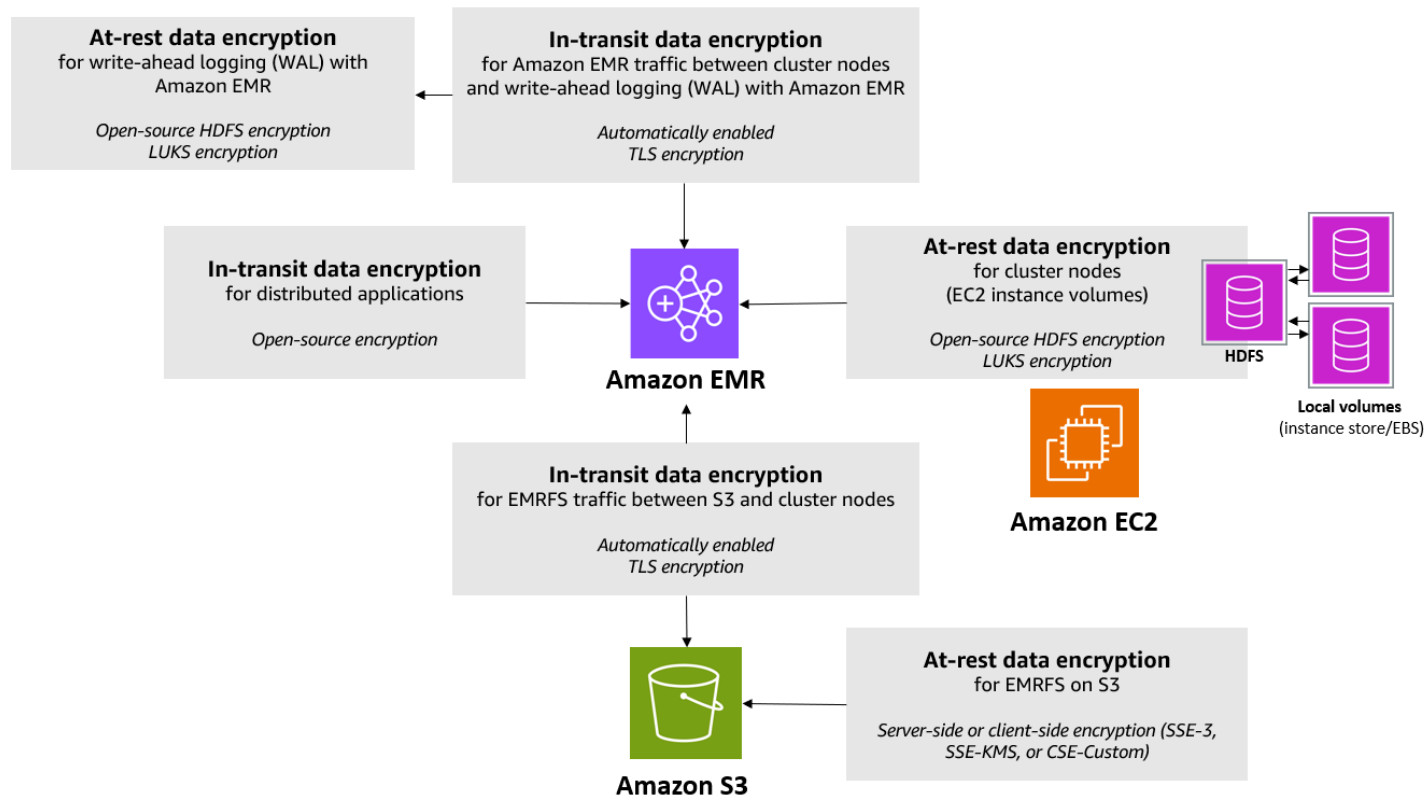 At-rest data encryption
for write-ahead logging (WAL) with
Amazon EMR
Open-source HDFS encryption
LUKS encryption
In-transit data encryption
for Amazon EMR traffic between cluster nodes
and write-ahead logging (WAL) with Amazon EMR
Automatically enabled
TLS encryption
In-transit data encryption
for distributed applications
Open-source encryption
Amazon EMR
At-rest data encryption
for cluster nodes
(EC2 instance volumes)
Open-source HDFS encryption
LUKS encryption
HDFS
Local volumes
(instance store/EBS)
Amazon EC2
In-transit data encryption
for EMRFS traffic between S3 and cluster nodes
Automatically enabled
TLS encryption
Amazon S3
At-rest data encryption
for EMRFS on S3
Server-side or client-side encryption (SSE-3,
SSE-KMS, or CSE-Custom)